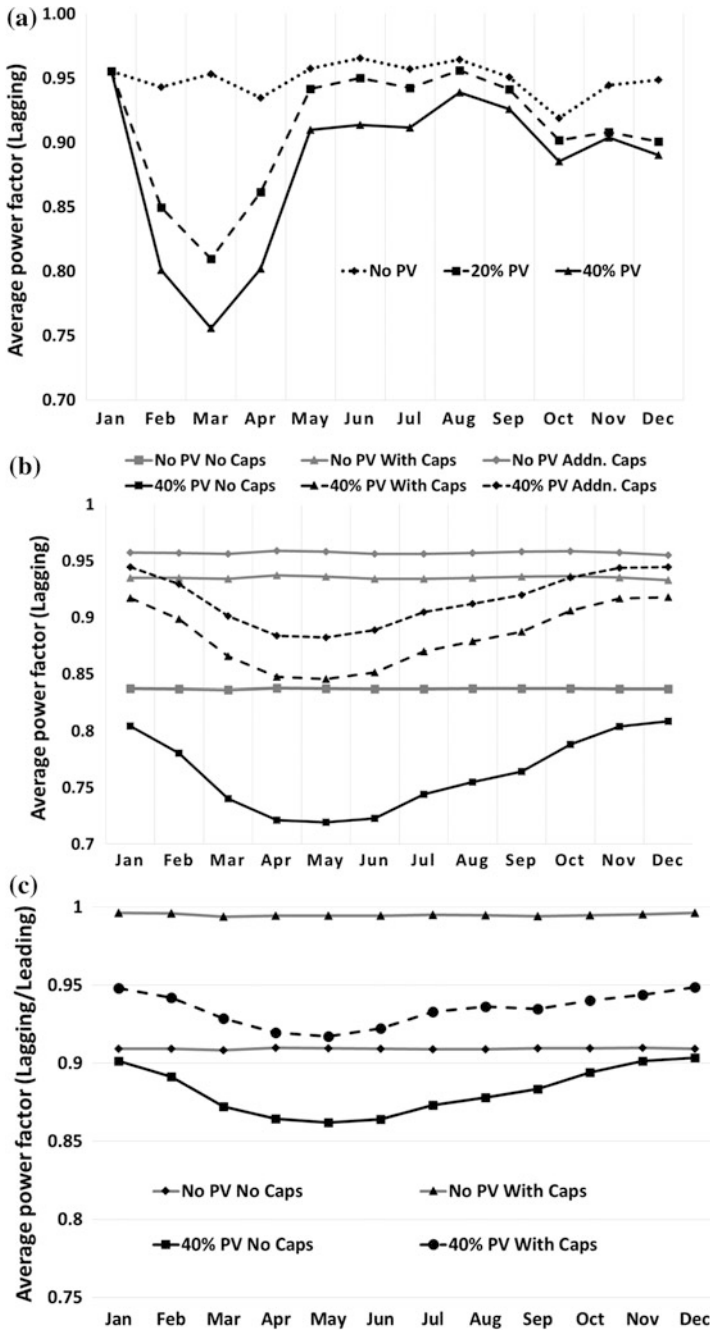 (a)
Average power factor (Lagging)
1.00
0.95
0.90
0.85
0.80
0.75
0.70
No PV 20% PV 40% PV
Jan Feb Mar Apr May Jun Jul Aug Sep Oct Nov Dec
(b)
No PV No Caps No PV With Caps No PV Addn. Caps
40% PV No Caps 40% PV With Caps 40% PV Addn. Caps
Average power factor (Lagging)
1
0.95
0.9
0.85
0.8
0.75
0.7
Jan Feb Mar Apr May Jun Jul Aug Sep Oct Nov Dec
(c)
Average power factor (Lagging/Leading)
1
0.95
0.9
0.85
0.8
0.75
No PV No Caps No PV With Caps
40% PV No Caps 40% PV With Caps
Jan Feb Mar Apr May Jun Jul Aug Sep Oct Nov Dec